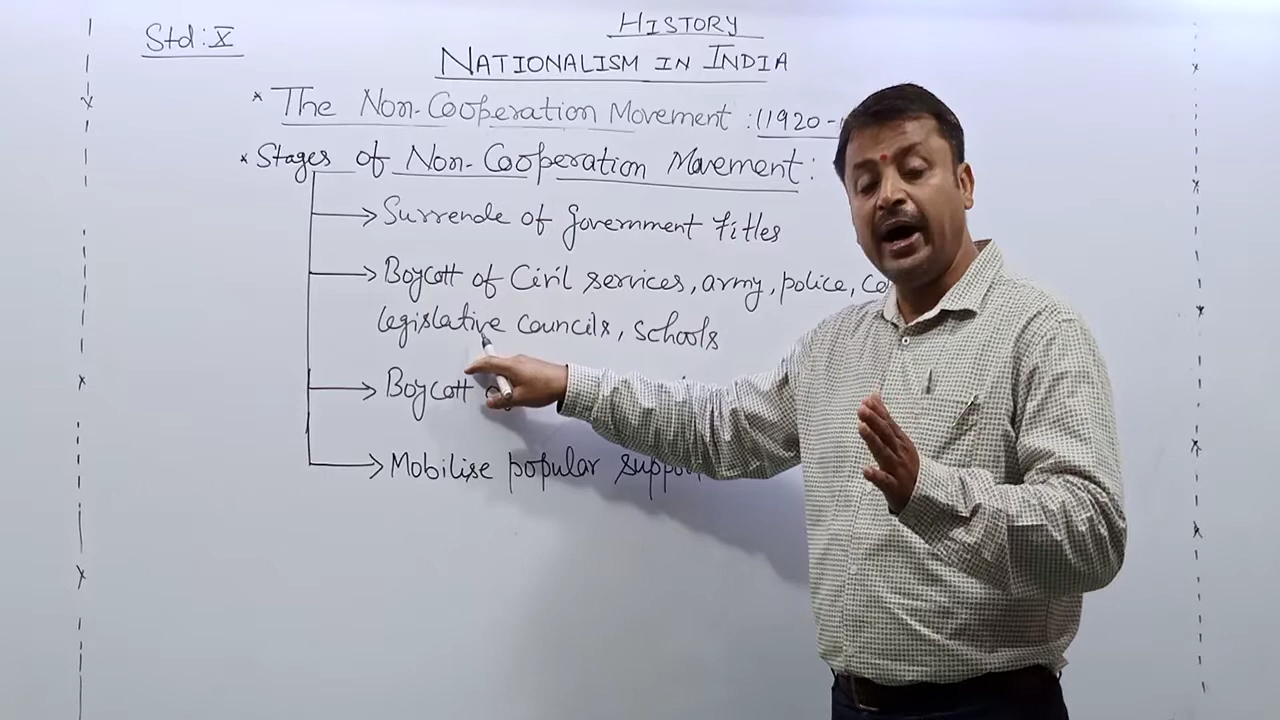 HISTORY
Std: X
NATIONALISM IN INDIA
* The Non-Cooperation Movement : (1920-
* Stages of Non-Cooperation Movement :
Surrende of Government Titles
Boycott of Civil services, army, police,
legislative councils, schools
Boycott
Mobilise popular support